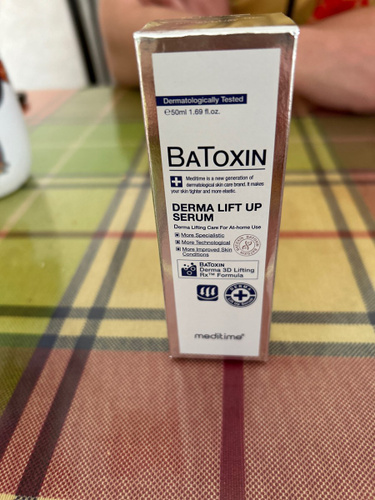 Dermatologically Tested
℮50ml 1.69 fl.oz.
BATOXIN
Meditime is a new generation of
dermatological skin care brand. It makes
your skin tighter and more elastic.
DERMA LIFT UP
SERUM
Derma Lifting Care For At-home Use
More Specialistic
More Technological
More Improved Skin
Conditions
BATOXIN
Derma 3D Lifting
Rx™ Formula
DERMA
meditime